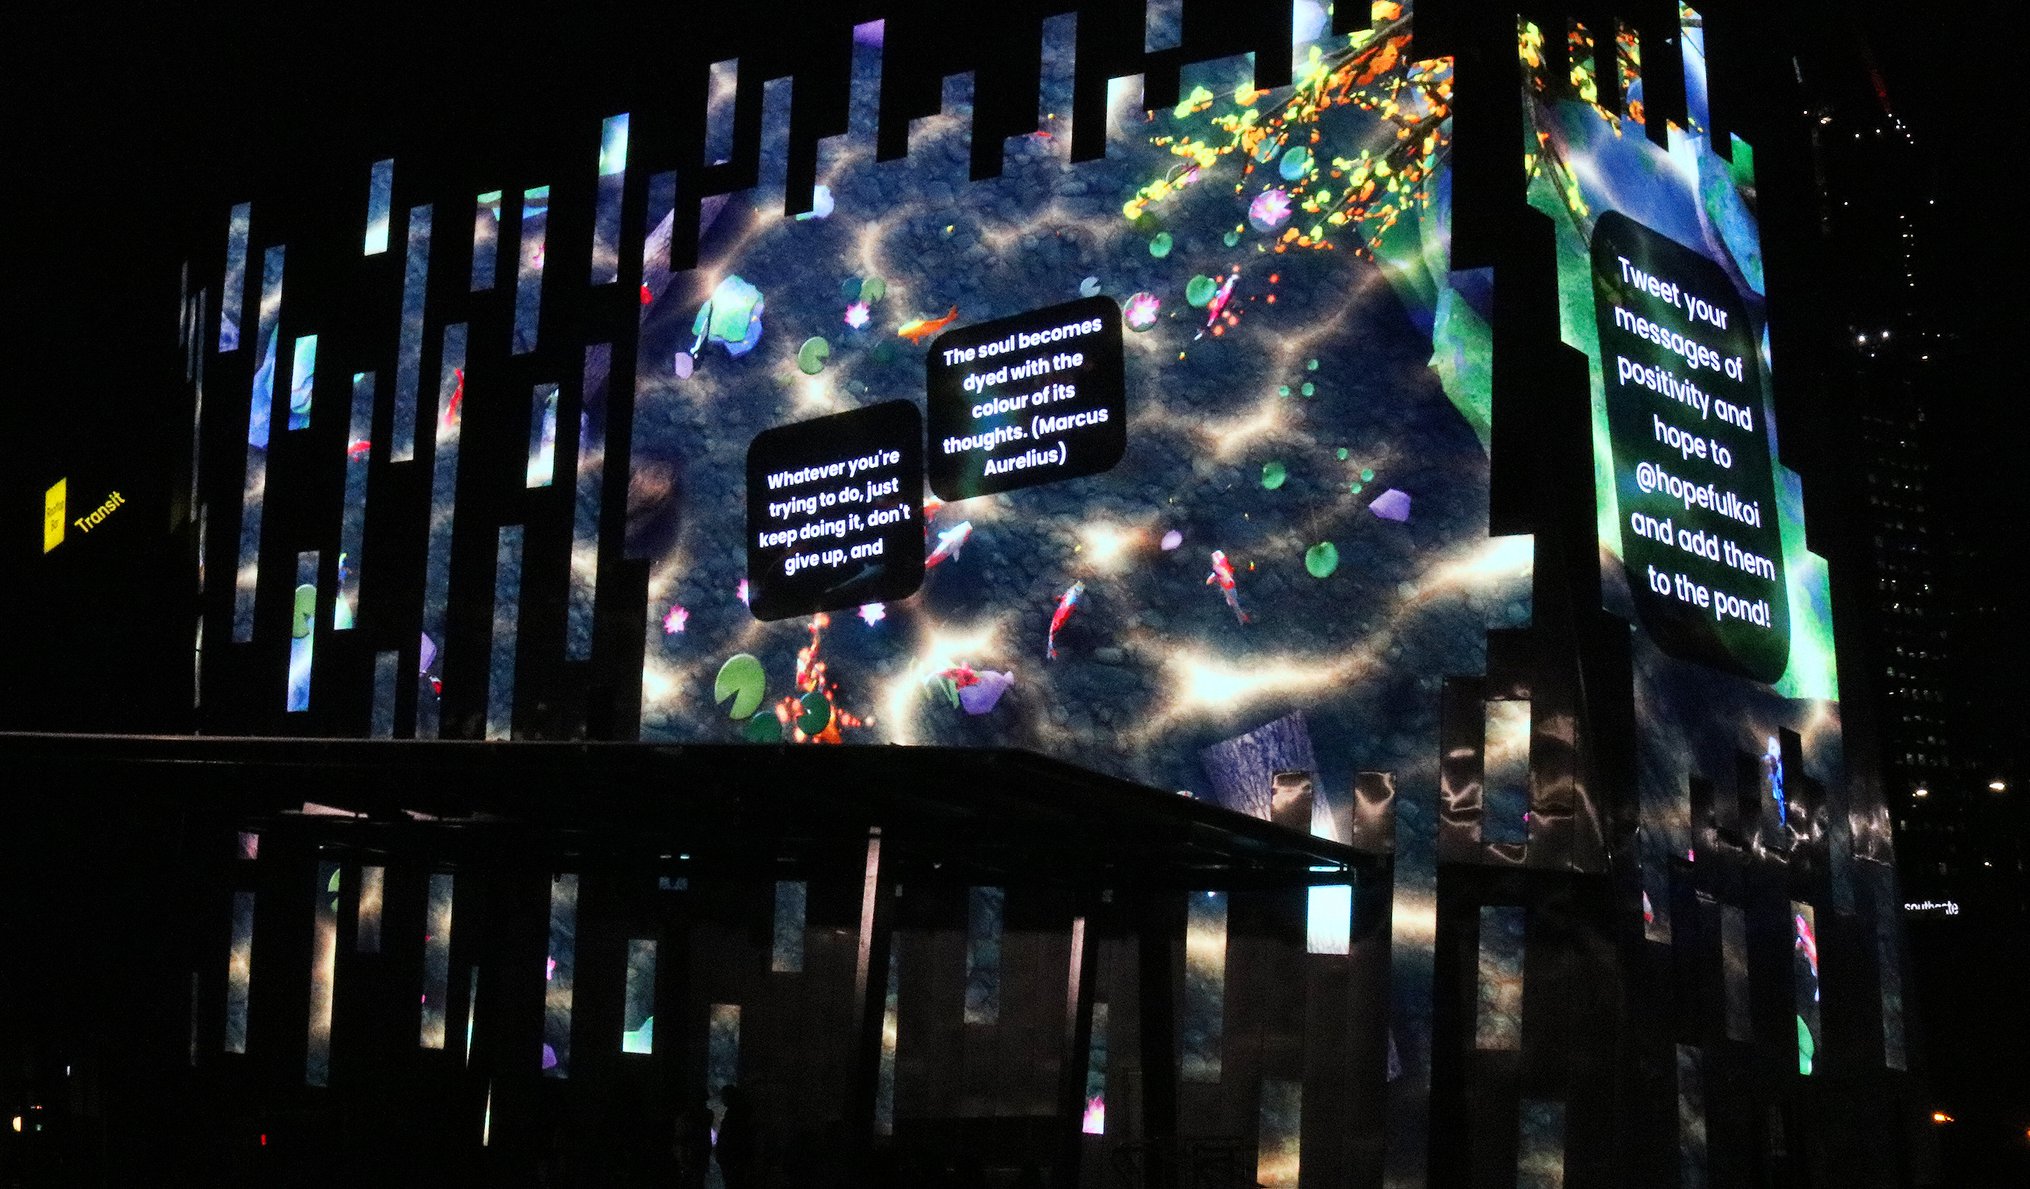 Rooftop
Bar
Transit
Whatever you're
trying to do, just
keep doing it, don't
give up, and
The soul becomes
dyed with the
colour of its
thoughts. (Marcus
Aurelius)
Tweet your
messages of
positivity and
hope to
@hopefulkoi
and add them
to the pond!
southgate